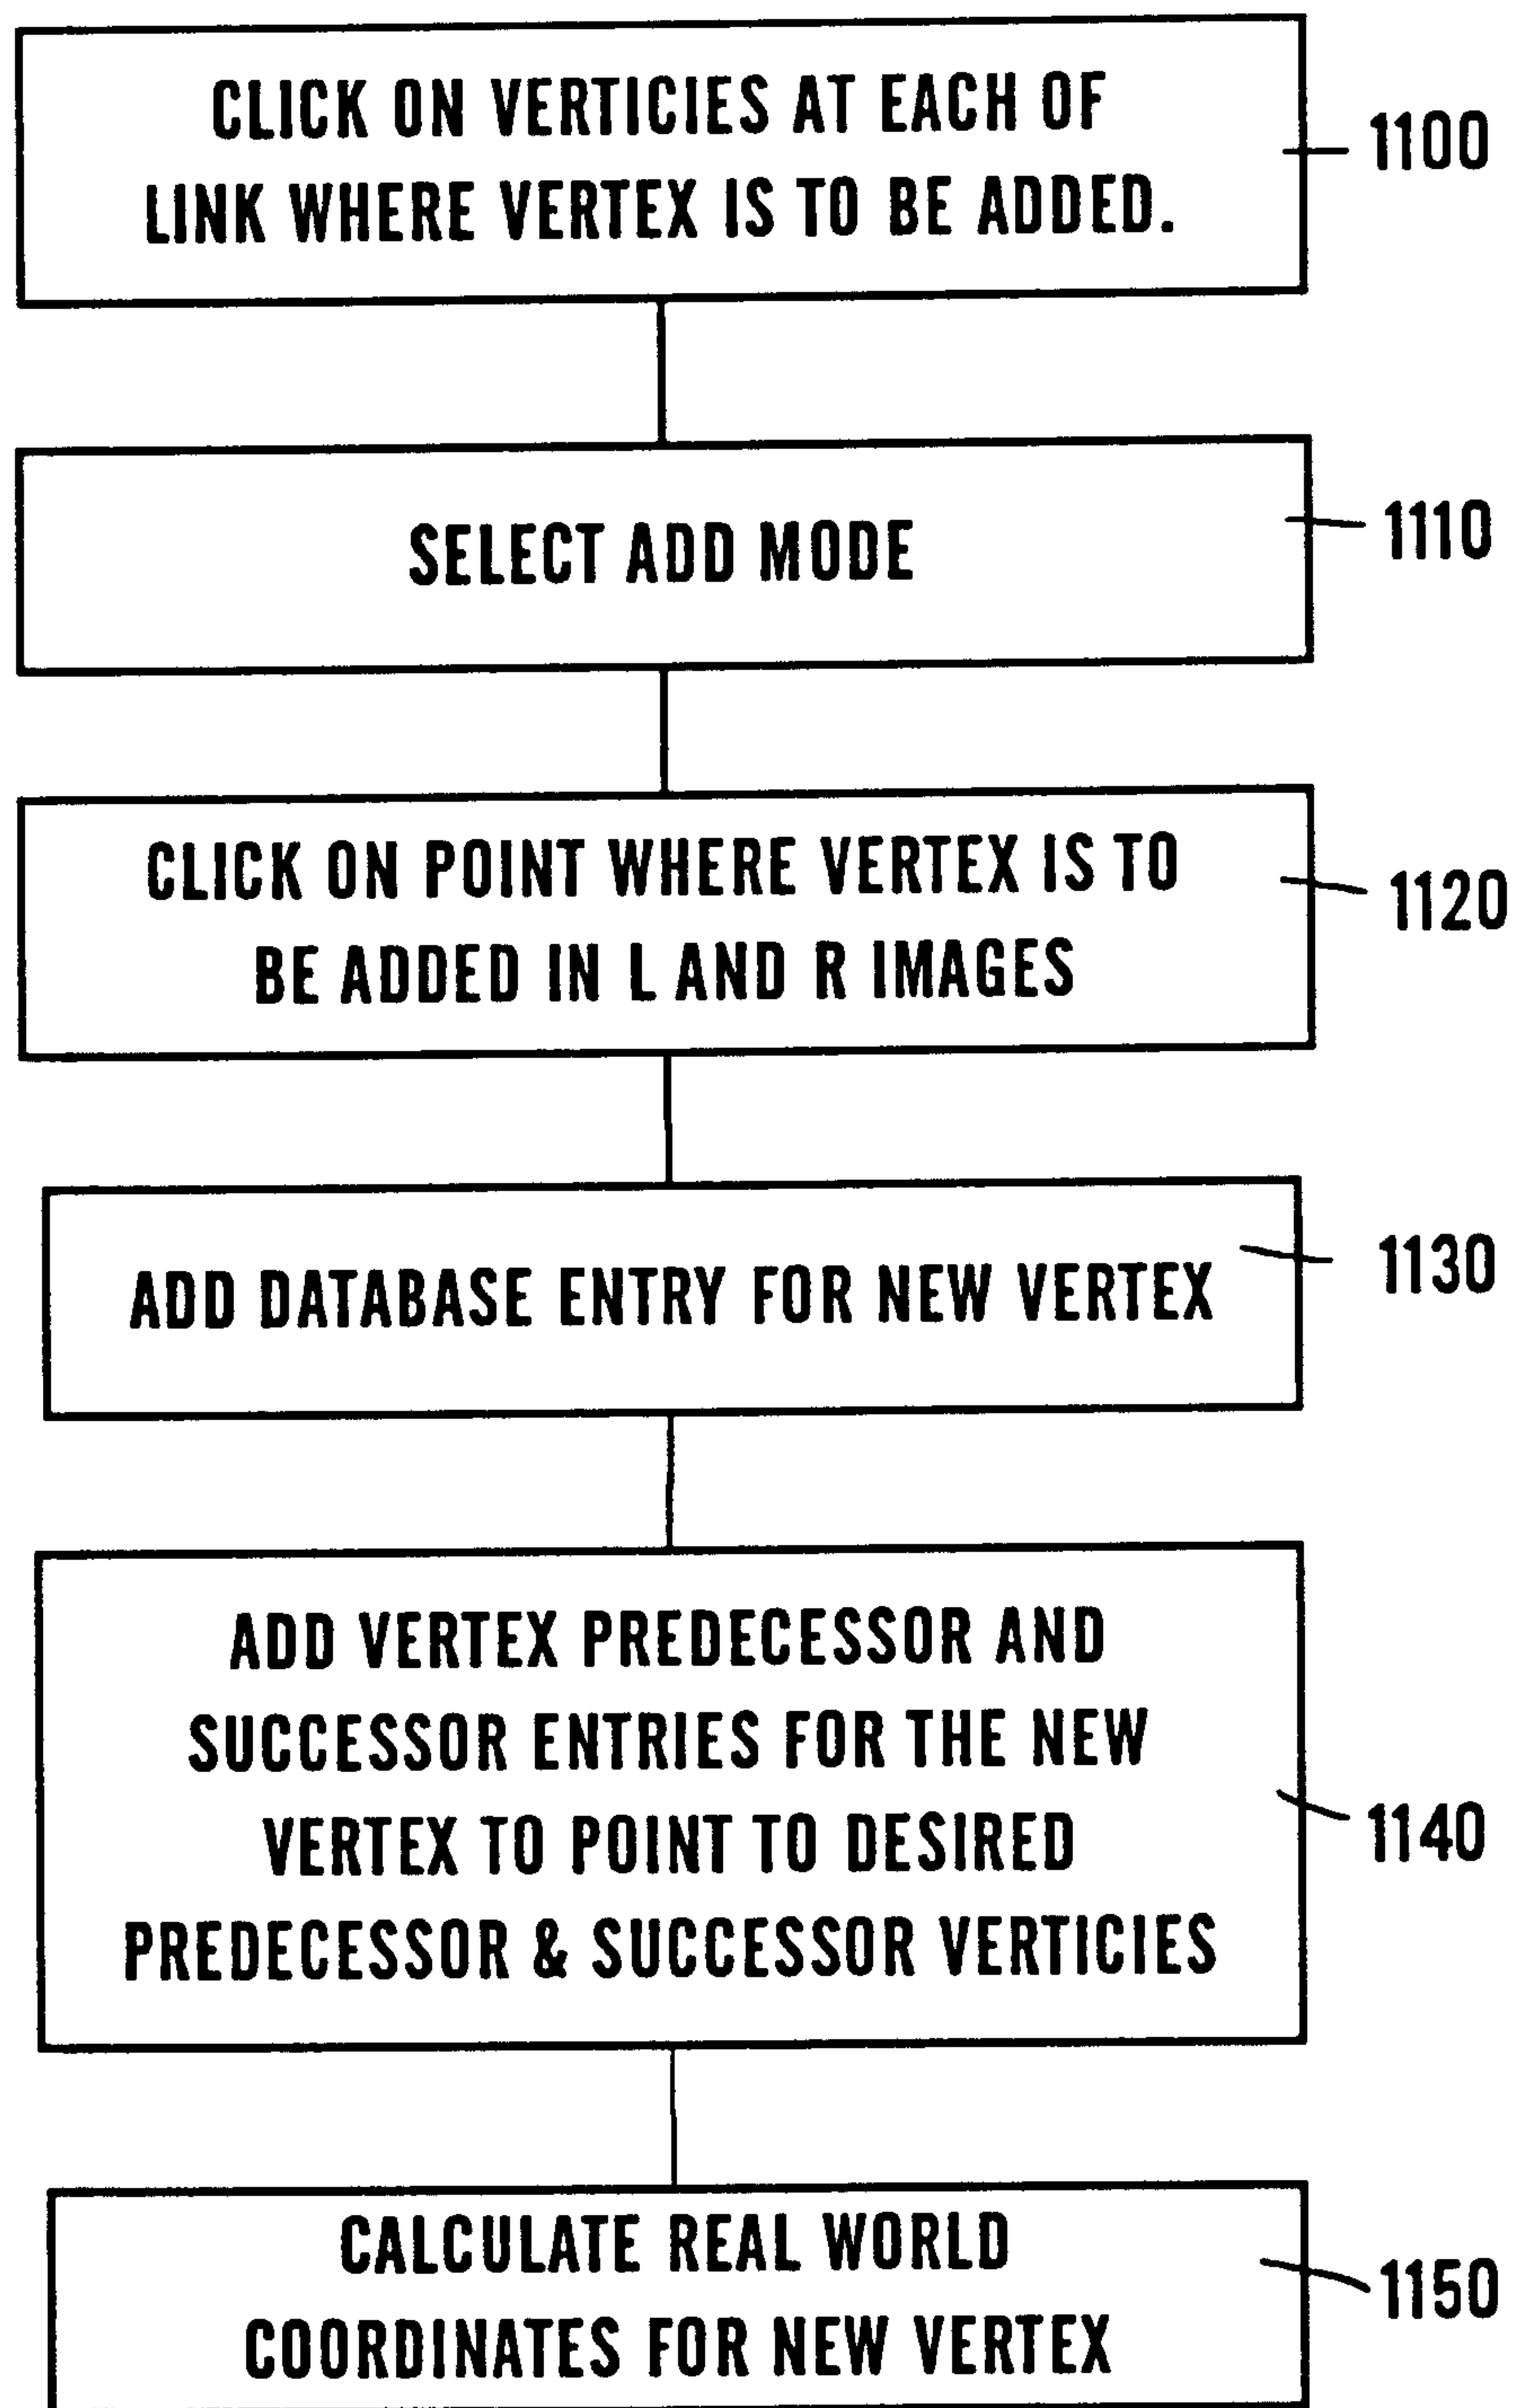 CLICK ON VERTICIES AT EACH OF
LINK WHERE VERTEX IS TO BE ADDED.
1100
SELECT ADD MODE
1110
CLICK ON POINT WHERE VERTEX IS TO
BE ADDED IN L AND R IMAGES
1120
ADD DATABASE ENTRY FOR NEW VERTEX
1130
ADD VERTEX PREDECESSOR AND
SUCCESSOR ENTRIES FOR THE NEW
VERTEX TO POINT TO DESIRED
PREDECESSOR & SUCCESSOR VERTICIES
1140
CALCULATE REAL WORLD
COORDINATES FOR NEW VERTEX
1150